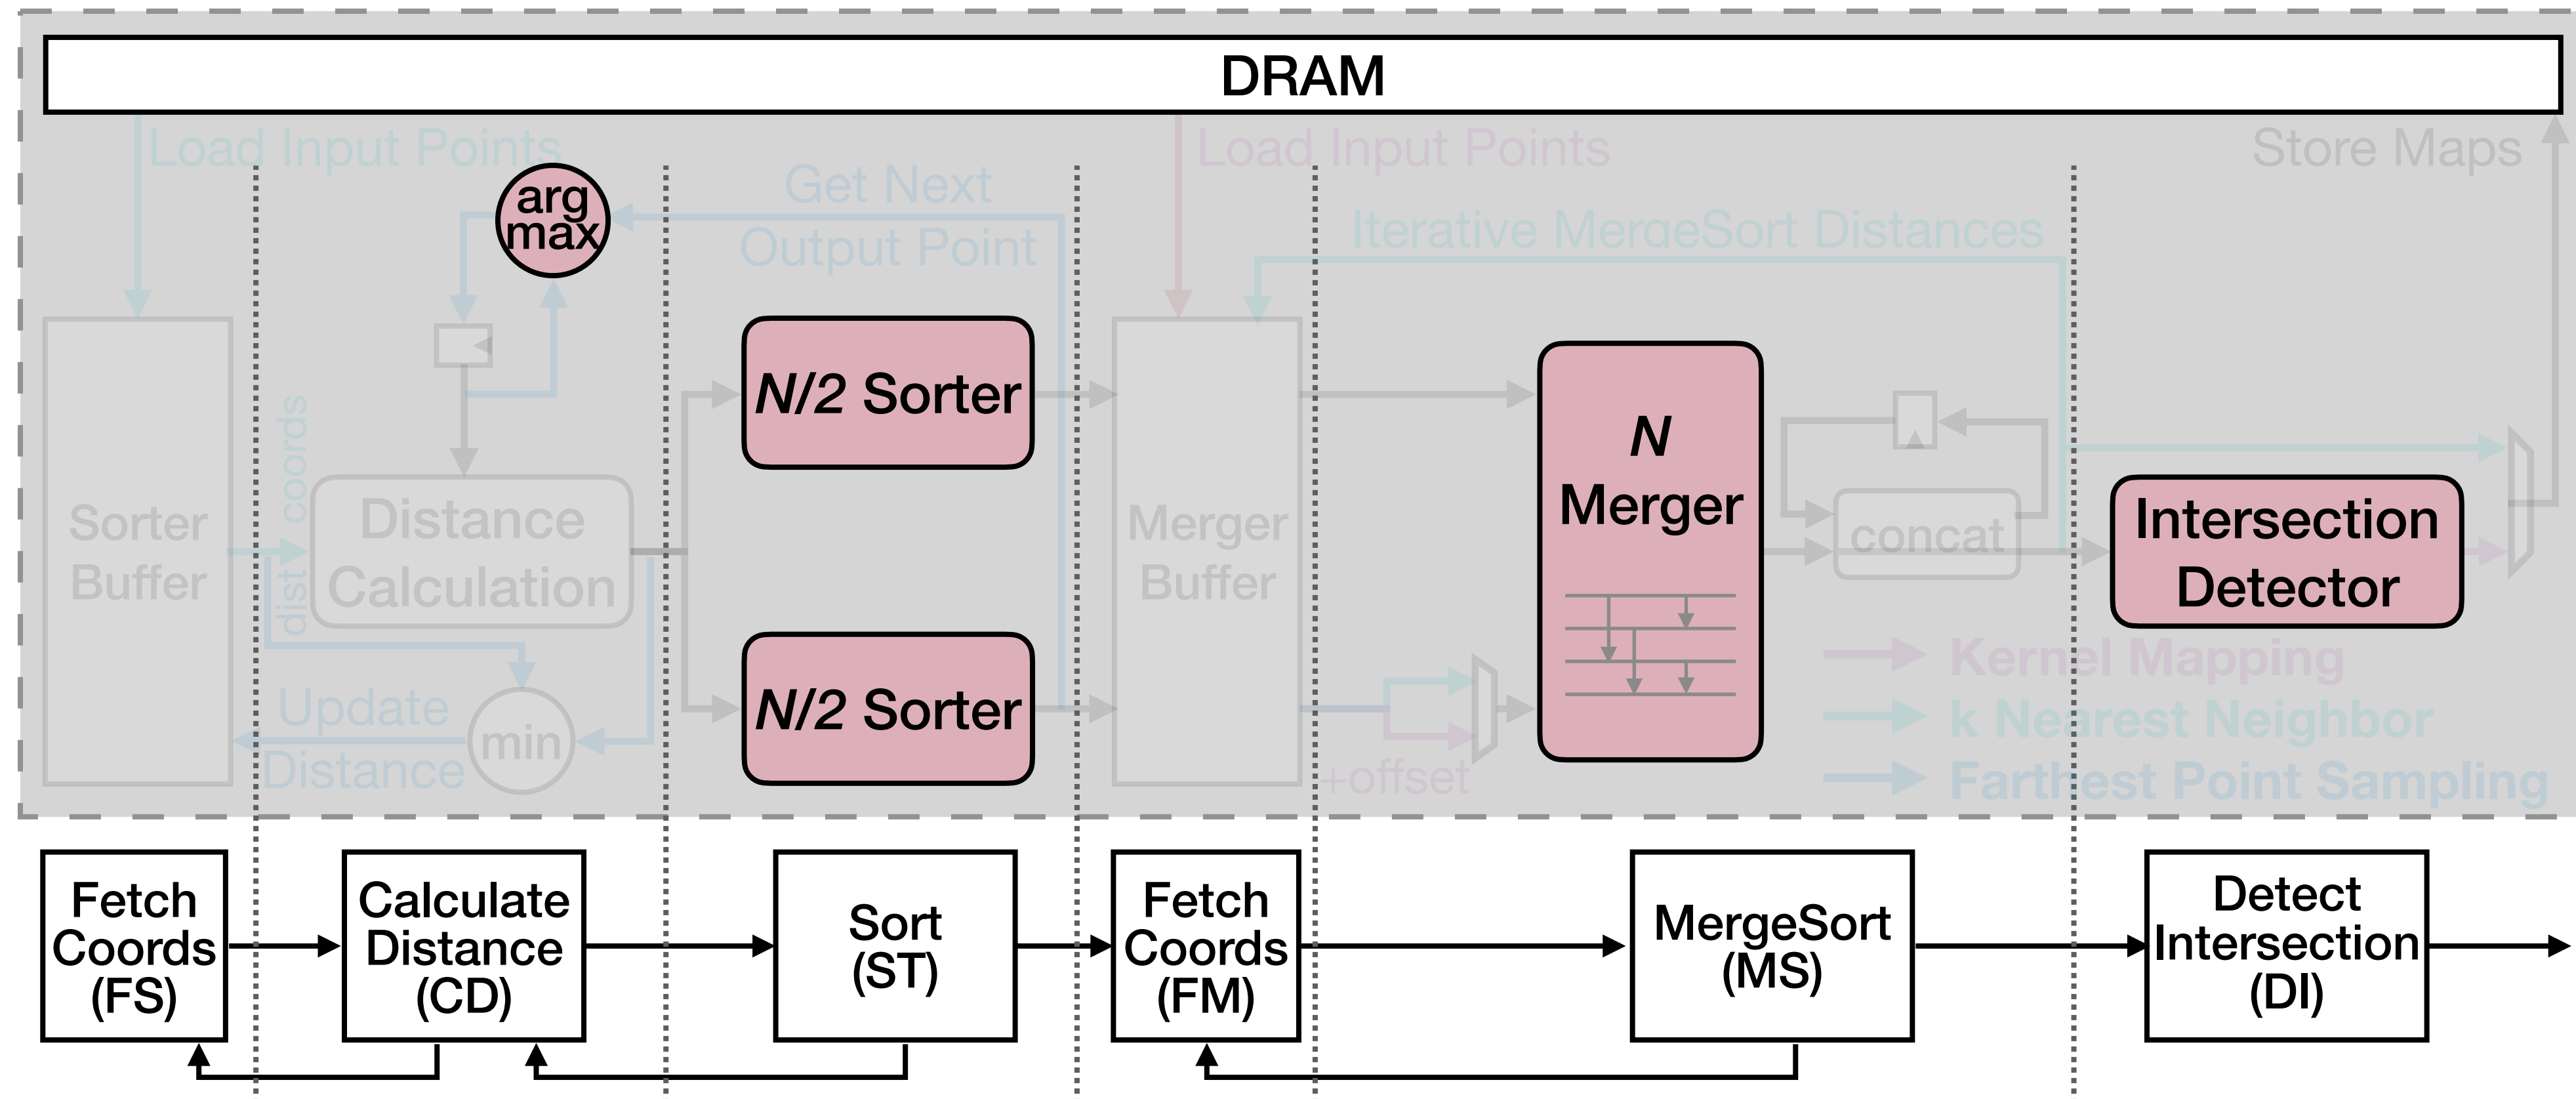 DRAM
Load Input Points
Load Input Points
Store Maps
arg
max
Get Next
Output Point
Iterative MergeSort Distances
Sorter
Buffer
coords
dist
Distance
Calculation
N/2 Sorter
N/2 Sorter
Merger
Buffer
N
Merger
concat
Intersection
Detector
Update
Distance
min
+offset
Kernel Mapping
k Nearest Neighbor
Farthest Point Sampling
Fetch
Coords
(FS)
Calculate
Distance
(CD)
Sort
(ST)
Fetch
Coords
(FM)
MergeSort
(MS)
Detect
Intersection
(DI)